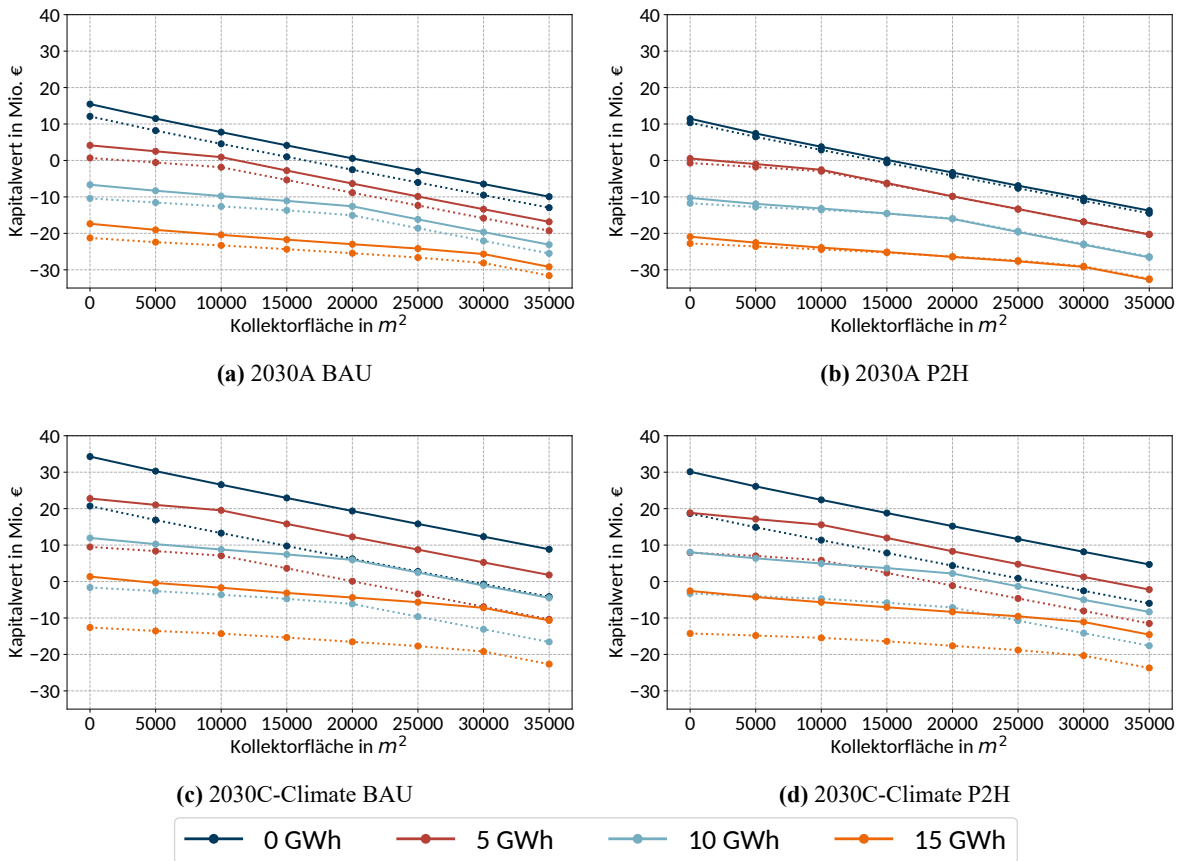 40
30
20
10
0
−10
−20
−30
Kapitalwert in Mio. €
0 5000 10000 15000 20000 25000 30000 35000
Kollektorfläche in m²
(a) 2030A BAU
40
30
20
10
0
−10
−20
−30
Kapitalwert in Mio. €
0 5000 10000 15000 20000 25000 30000 35000
Kollektorfläche in m²
(b) 2030A P2H
40
30
20
10
0
−10
−20
−30
Kapitalwert in Mio. €
0 5000 10000 15000 20000 25000 30000 35000
Kollektorfläche in m²
(c) 2030C-Climate BAU
40
30
20
10
0
−10
−20
−30
Kapitalwert in Mio. €
0 5000 10000 15000 20000 25000 30000 35000
Kollektorfläche in m²
(d) 2030C-Climate P2H
0 GWh 5 GWh 10 GWh 15 GWh